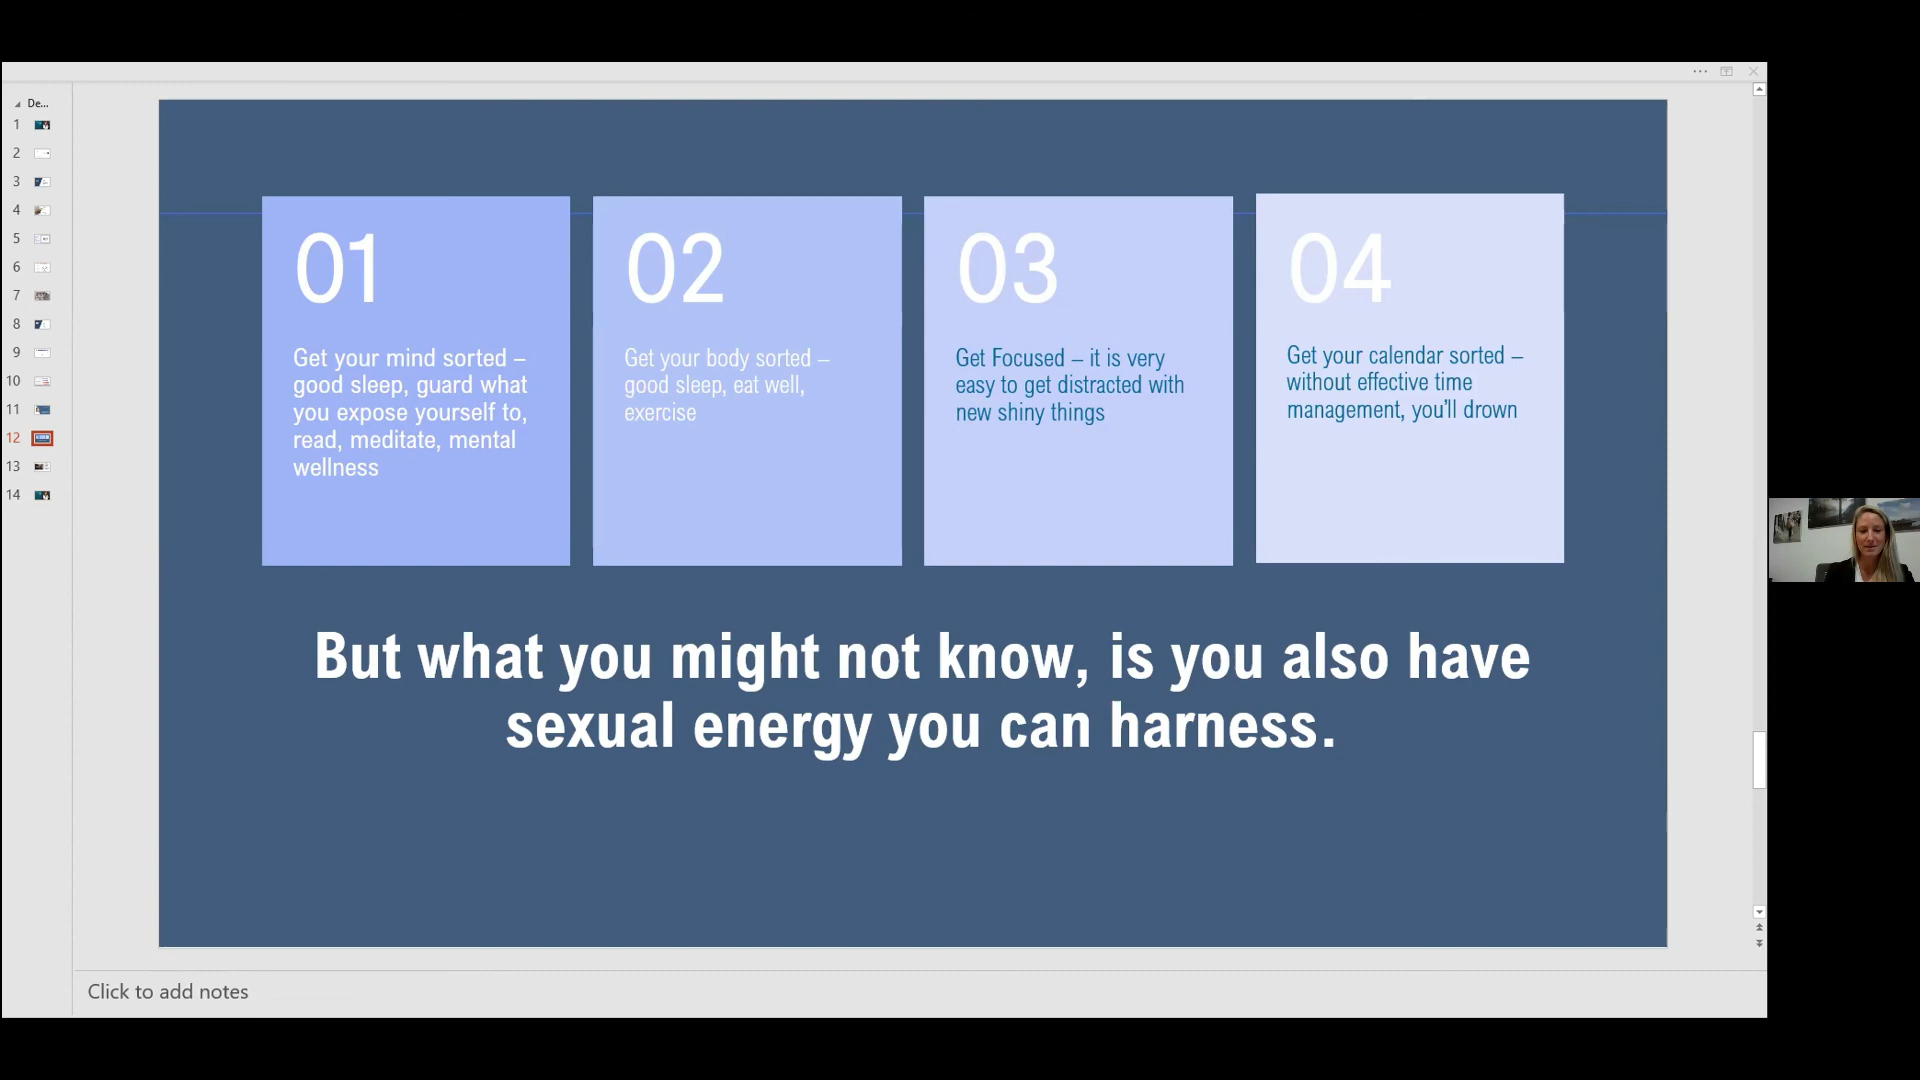 De...
1
2
3
4
5
6
7
8
9
10
11
12
13
14
01
Get your mind sorted –
good sleep, guard what
you expose yourself to,
read, meditate, mental
wellness
02
Get your body sorted –
good sleep, eat well,
exercise
03
Get Focused – it is very
easy to get distracted with
new shiny things
04
Get your calendar sorted –
without effective time
management, you’ll drown
But what you might not know, is you also have
sexual energy you can harness.
Click to add notes